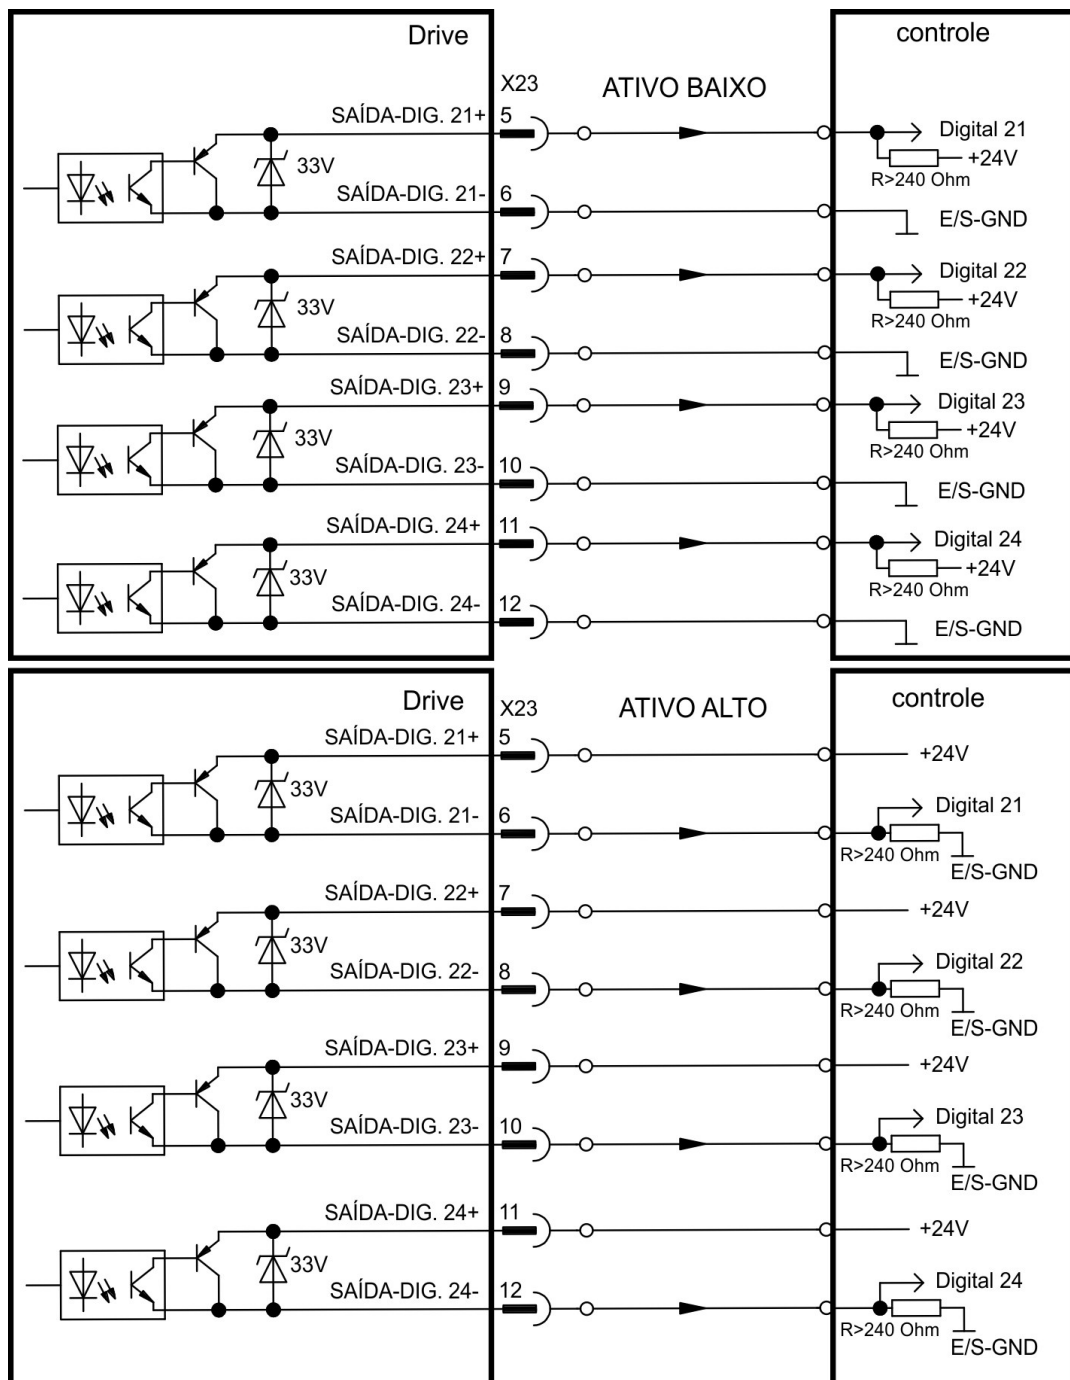 Drive
controle
X23
ATIVO BAIXO
SAÍDA-DIG. 21+
5
Digital 21
33V
+24V
R>240 Ohm
SAÍDA-DIG. 21-
6
E/S-GND
SAÍDA-DIG. 22+
7
Digital 22
33V
+24V
R>240 Ohm
SAÍDA-DIG. 22-
8
E/S-GND
SAÍDA-DIG. 23+
9
Digital 23
33V
+24V
R>240 Ohm
SAÍDA-DIG. 23-
10
E/S-GND
SAÍDA-DIG. 24+
11
Digital 24
33V
+24V
R>240 Ohm
SAÍDA-DIG. 24-
12
E/S-GND
Drive
controle
X23
ATIVO ALTO
SAÍDA-DIG. 21+
5
+24V
33V
SAÍDA-DIG. 21-
6
Digital 21
R>240 Ohm
E/S-GND
SAÍDA-DIG. 22+
7
+24V
33V
SAÍDA-DIG. 22-
8
Digital 22
R>240 Ohm
E/S-GND
SAÍDA-DIG. 23+
9
+24V
33V
SAÍDA-DIG. 23-
10
Digital 23
R>240 Ohm
E/S-GND
SAÍDA-DIG. 24+
11
+24V
33V
SAÍDA-DIG. 24-
12
Digital 24
R>240 Ohm
E/S-GND